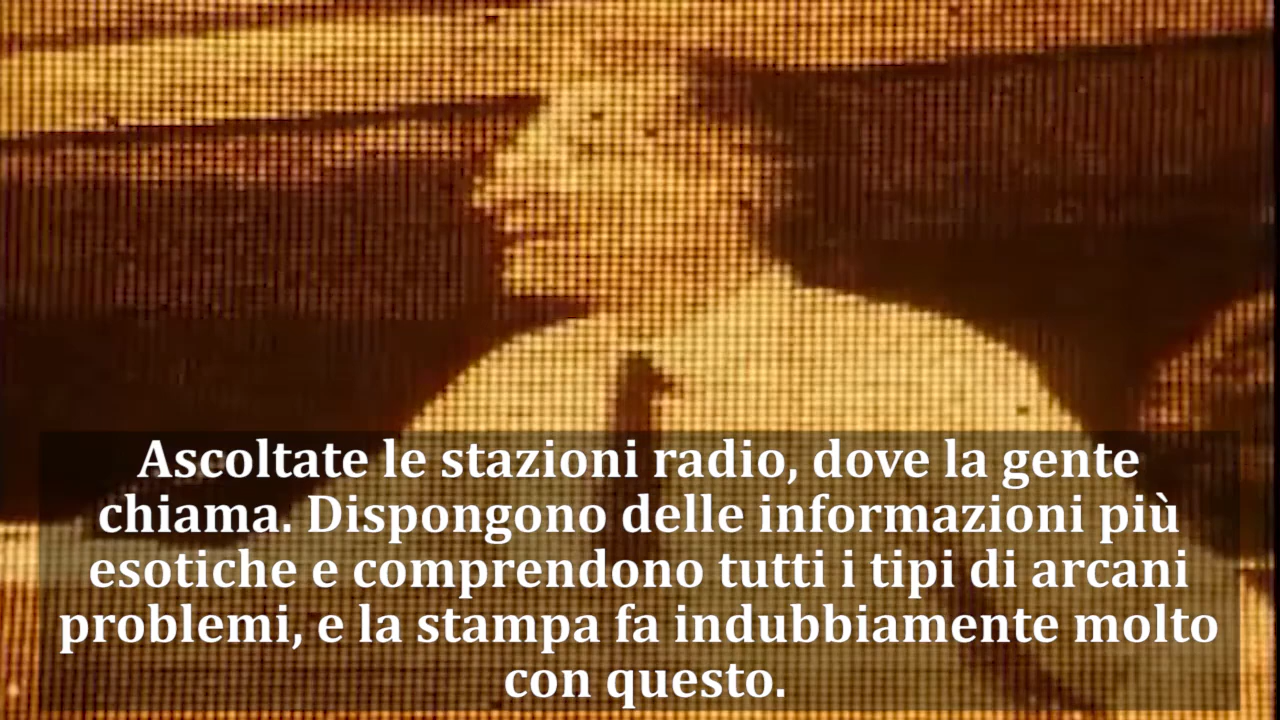 Ascoltate le stazioni radio, dove la gente
chiama. Dispongono delle informazioni più
esotiche e comprendono tutti i tipi di arcani
problemi, e la stampa fa indubbiamente molto
con questo.